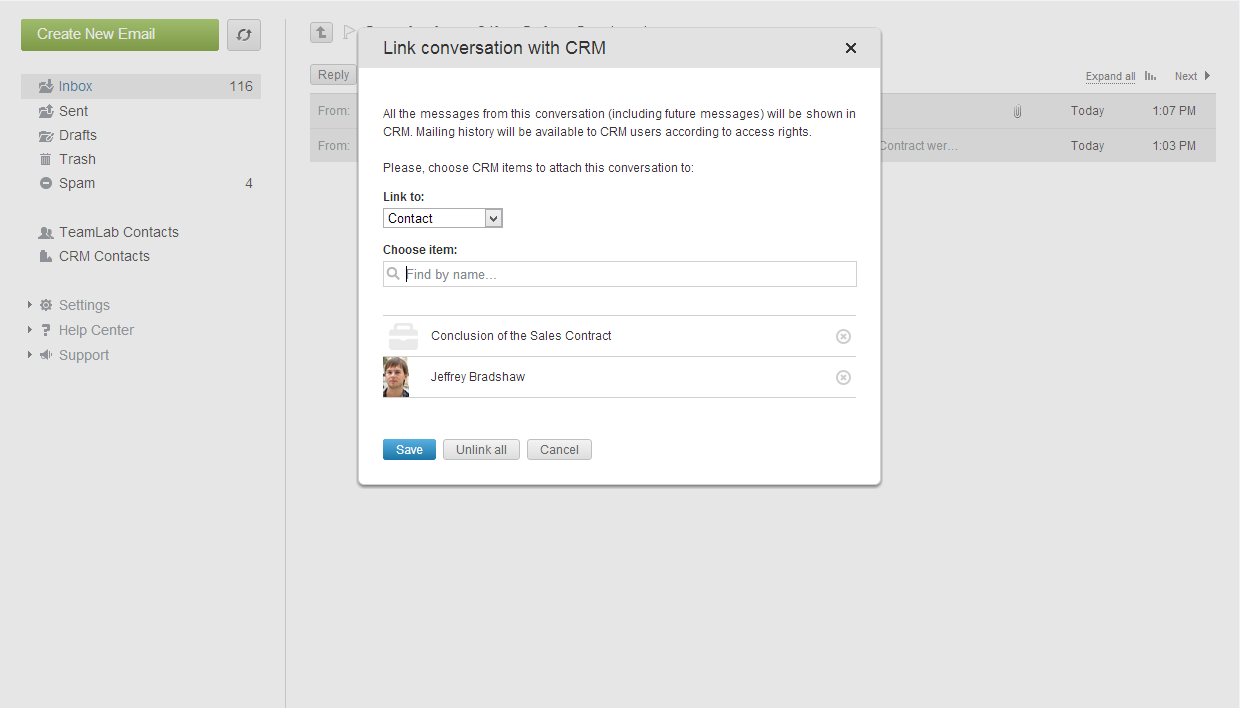 Create New Email
Inbox 116
Sent
Drafts
Trash
Spam 4
TeamLab Contacts
CRM Contacts
Settings
Help Center
Support
Reply
Expand all
Next
From: Today 1:07 PM
From: Contract wer... Today 1:03 PM
Link conversation with CRM
All the messages from this conversation (including future messages) will be shown in
CRM. Mailing history will be available to CRM users according to access rights.
Please, choose CRM items to attach this conversation to:
Link to:
Contact
Choose item:
Find by name...
Conclusion of the Sales Contract
Jeffrey Bradshaw
Save
Unlink all
Cancel